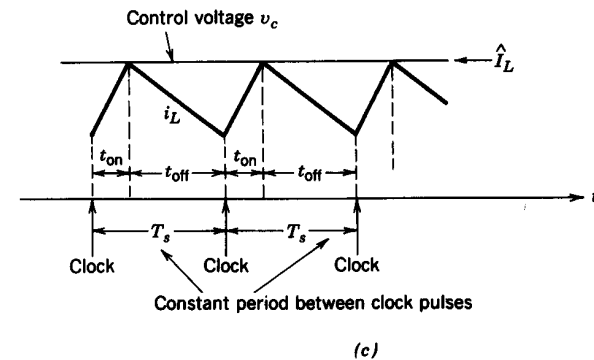 Control voltage v_c
Î_L
i_L
t_on t_off t_on t_off
t
T_s T_s
Clock Clock Clock
Constant period between clock pulses
(c)